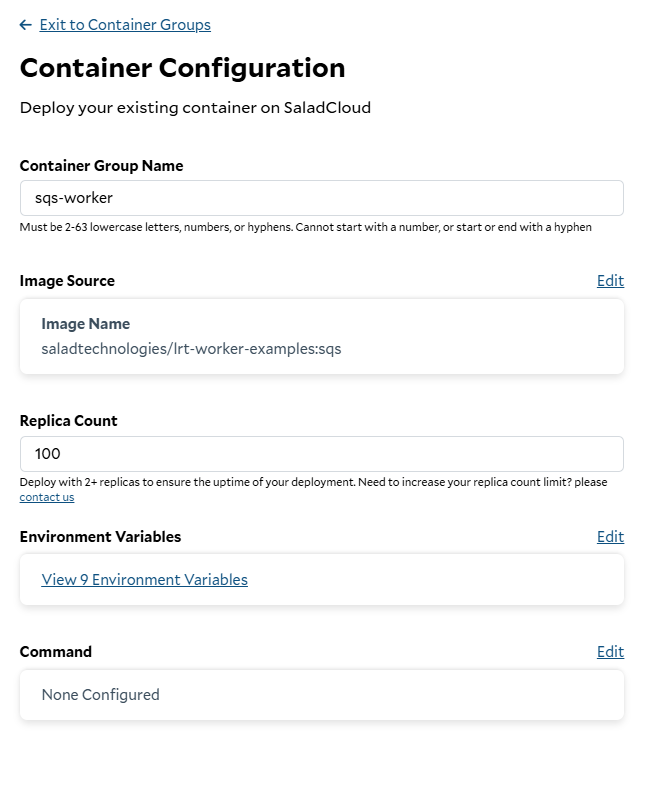 ← Exit to Container Groups
Container Configuration
Deploy your existing container on SaladCloud
Container Group Name
sqs-worker
Must be 2-63 lowercase letters, numbers, or hyphens. Cannot start with a number, or start or end with a hyphen
Image Source Edit
Image Name
saladtechnologies/lrt-worker-examples:sqs
Replica Count
100
Deploy with 2+ replicas to ensure the uptime of your deployment. Need to increase your replica count limit? please
contact us
Environment Variables Edit
View 9 Environment Variables
Command Edit
None Configured